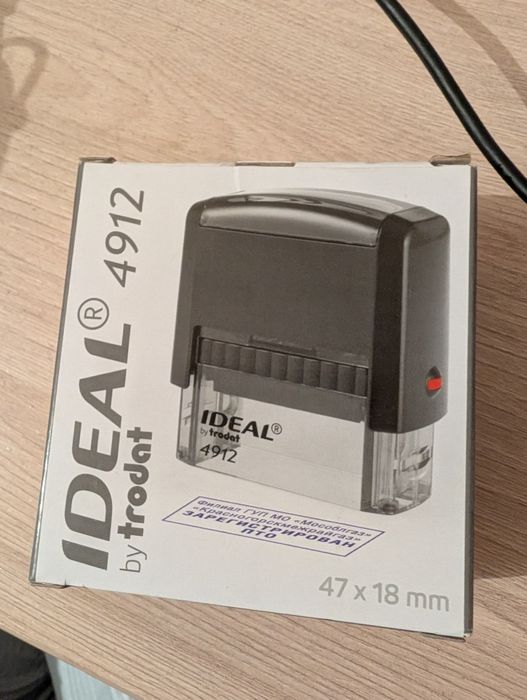 IDEAL® 4912
by trodat
IDEAL®
by trodat
4912
Филиал ГУП МО «Мособлгаз»
«Красногорскмежрайгаз»
ЗАРЕГИСТРИРОВАН
ПТО
47 x 18 mm